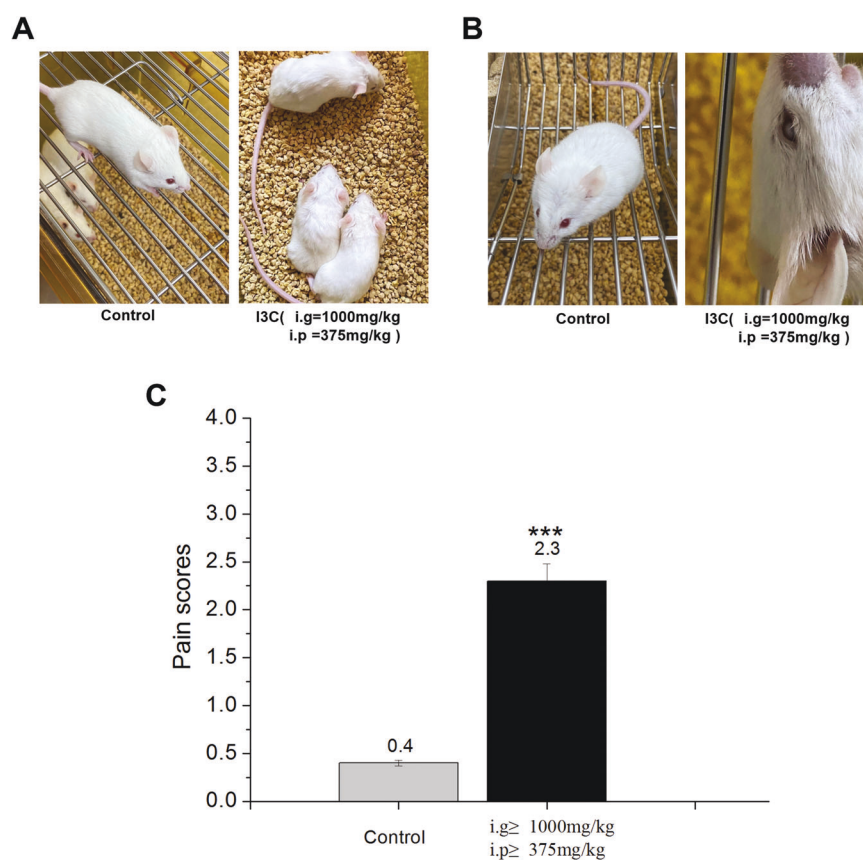 A
B
Control
I3C( i.g=1000mg/kg
i.p =375mg/kg )
Control
I3C( i.g=1000mg/kg
i.p =375mg/kg )
C
4.0
3.5
3.0
2.5
2.0
1.5
1.0
0.5
0.0
Pain scores
0.4
***
2.3
Control
i.g≥ 1000mg/kg
i.p≥ 375mg/kg